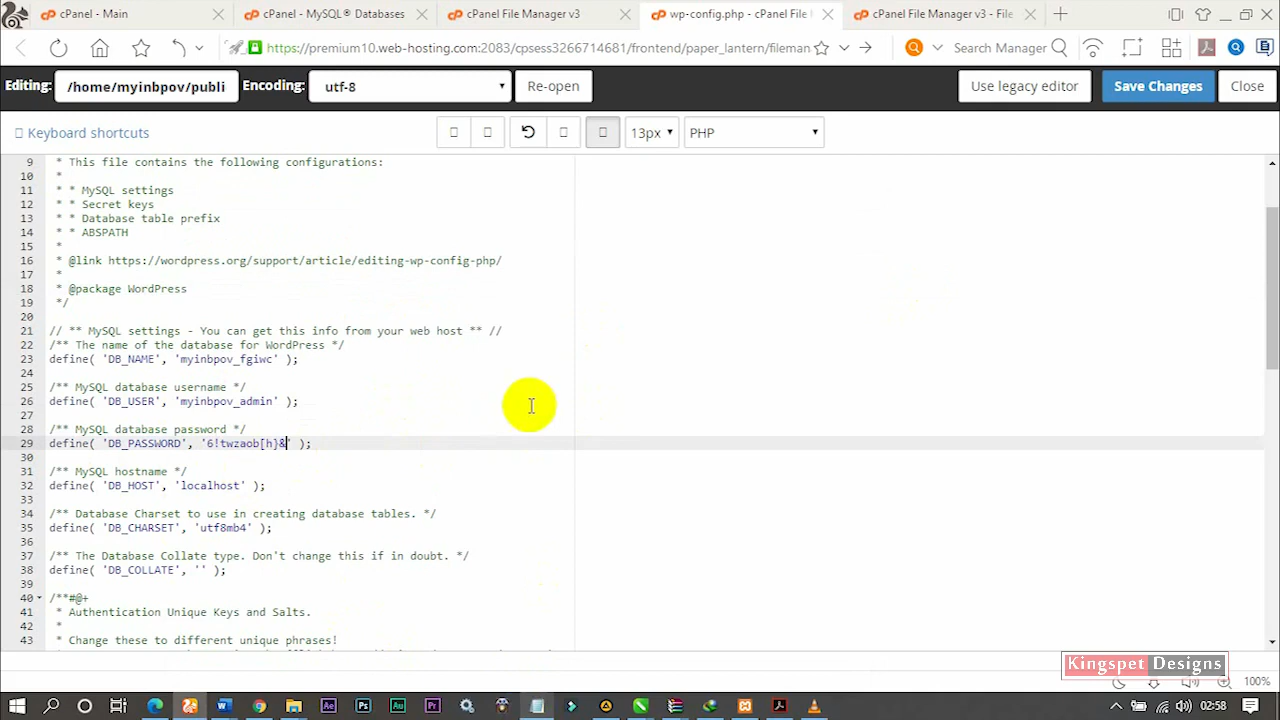 cPanel - Main
cPanel - MySQL® Databases
cPanel File Manager v3
wp-config.php - cPanel File
cPanel File Manager v3 - File
https://premium10.web-hosting.com:2083/cpsess3266714681/frontend/paper_lantern/fileman
Search Manager
Editing:
/home/myinbpov/publi
Encoding:
utf-8
Re-open
Use legacy editor
Save Changes
Close
Keyboard shortcuts
13px
PHP
9 * This file contains the following configurations:
10 *
11 * * MySQL settings
12 * * Secret keys
13 * * Database table prefix
14 * * ABSPATH
15 *
16 * @link https://wordpress.org/support/article/editing-wp-config-php/
17 *
18 * @package WordPress
19 */
20
21 // ** MySQL settings - You can get this info from your web host ** //
22 /** The name of the database for WordPress */
23 define( 'DB_NAME', 'myinbpov_fgiwc' );
24
25 /** MySQL database username */
26 define( 'DB_USER', 'myinbpov_admin' );
27
28 /** MySQL database password */
29 define( 'DB_PASSWORD', '6!twzaob[h}&' );
30
31 /** MySQL hostname */
32 define( 'DB_HOST', 'localhost' );
33
34 /** Database Charset to use in creating database tables. */
35 define( 'DB_CHARSET', 'utf8mb4' );
36
37 /** The Database Collate type. Don't change this if in doubt. */
38 define( 'DB_COLLATE', '' );
39
40 /**#@+
41 * Authentication Unique Keys and Salts.
42 *
43 * Change these to different unique phrases!
Kingspet Designs
100%
02:58